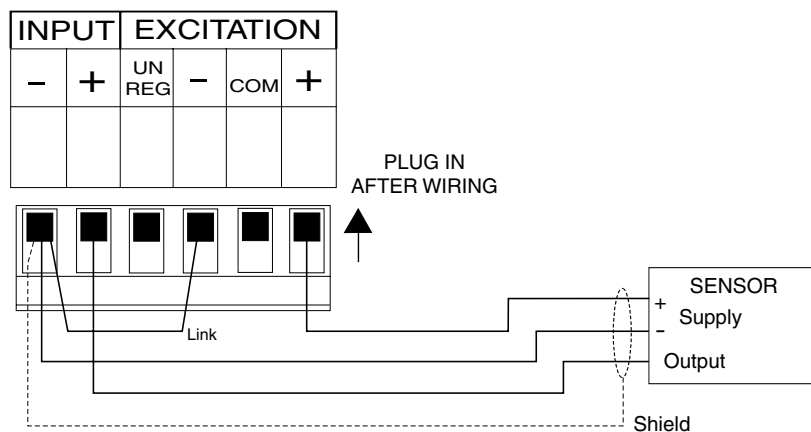 INPUT EXCITATION
- + UN REG - COM +
PLUG IN
AFTER WIRING
SENSOR
+ Supply
-
Output
Link
Shield